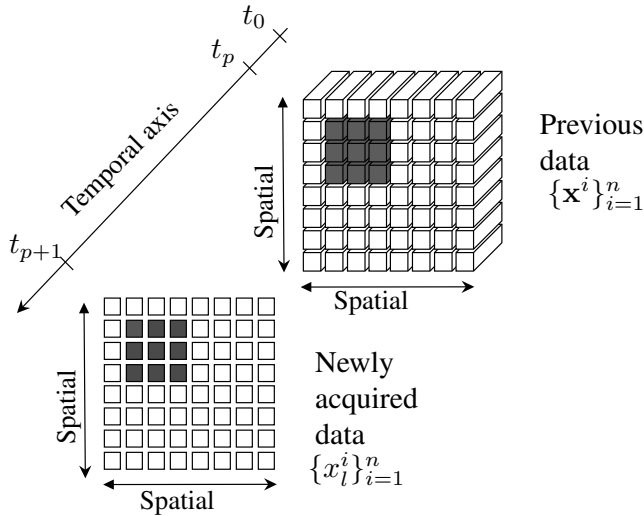 t_0
t_p
Temporal axis
t_{p+1}
Spatial
Spatial
Previous
data
{\mathbf{x}^i}_{i=1}^n
Spatial
Spatial
Newly
acquired
data
{x_l^i}_{i=1}^n